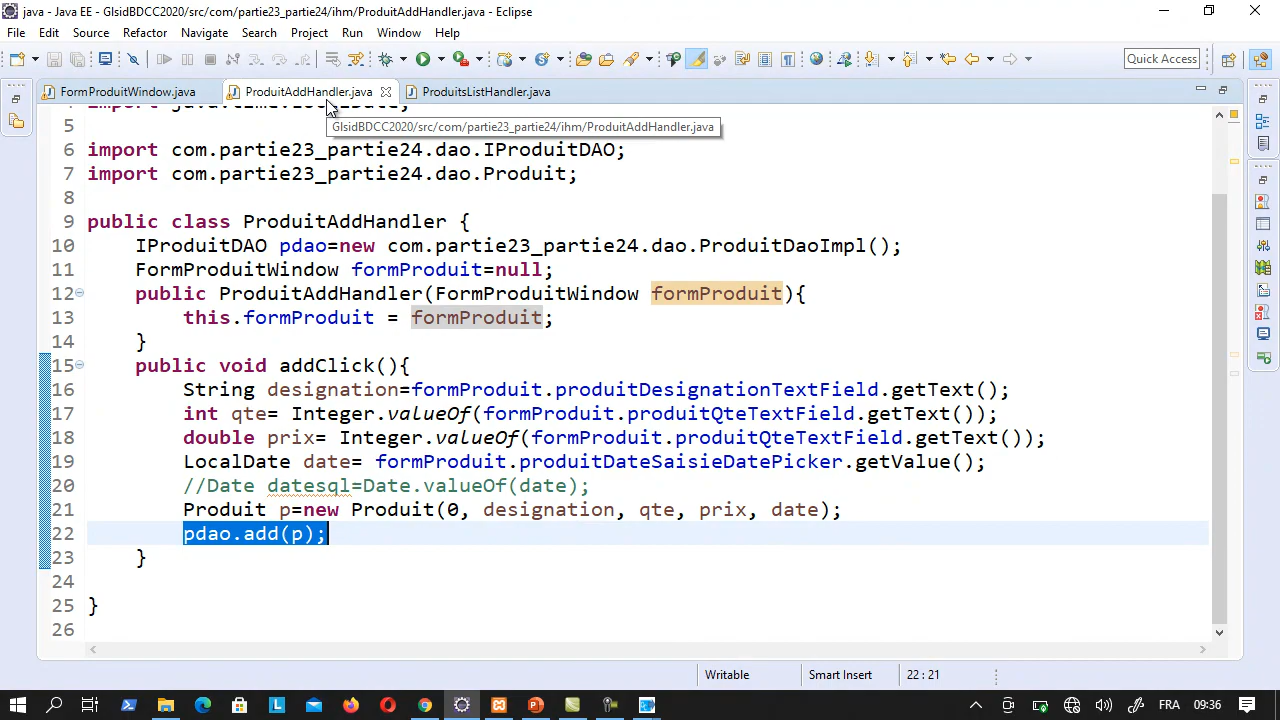 java - Java EE - GlsidBDCC2020/src/com/partie23_partie24/ihm/ProduitAddHandler.java - Eclipse
File Edit Source Refactor Navigate Search Project Run Window Help
Quick Access
FormProduitWindow.java ProduitAddHandler.java ProduitsListHandler.java
GlsidBDCC2020/src/com/partie23_partie24/ihm/ProduitAddHandler.java
5
6 import com.partie23_partie24.dao.IProduitDAO;
7 import com.partie23_partie24.dao.Produit;
8
9 public class ProduitAddHandler {
10 IProduitDAO pdao=new com.partie23_partie24.dao.ProduitDaoImpl();
11 FormProduitWindow formProduit=null;
12 public ProduitAddHandler(FormProduitWindow formProduit){
13 this.formProduit = formProduit;
14 }
15 public void addClick(){
16 String designation=formProduit.produitDesignationTextField.getText();
17 int qte= Integer.valueOf(formProduit.produitQteTextField.getText());
18 double prix= Integer.valueOf(formProduit.produitQteTextField.getText());
19 LocalDate date= formProduit.produitDateSaisieDatePicker.getValue();
20 //Date datesql=Date.valueOf(date);
21 Produit p=new Produit(0, designation, qte, prix, date);
22 pdao.add(p);
23 }
24
25 }
26
Writable Smart Insert 22 : 21
09:36